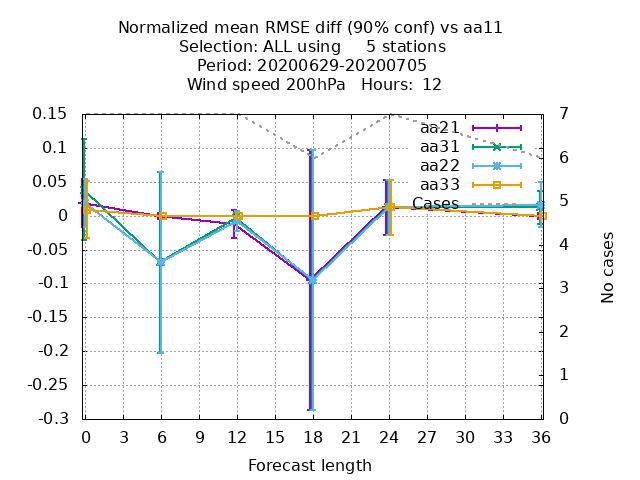 Normalized mean RMSE diff (90% conf) vs aa11
Selection: ALL using     5 stations
Period: 20200629-20200705
Wind speed 200hPa   Hours:  12
0.15
0.1
0.05
0
-0.05
-0.1
-0.15
-0.2
-0.25
-0.3
7
6
5
4
3
2
1
0
aa21
aa31
aa22
aa33
Cases
No cases
0 3 6 9 12 15 18 21 24 27 30 33 36
Forecast length